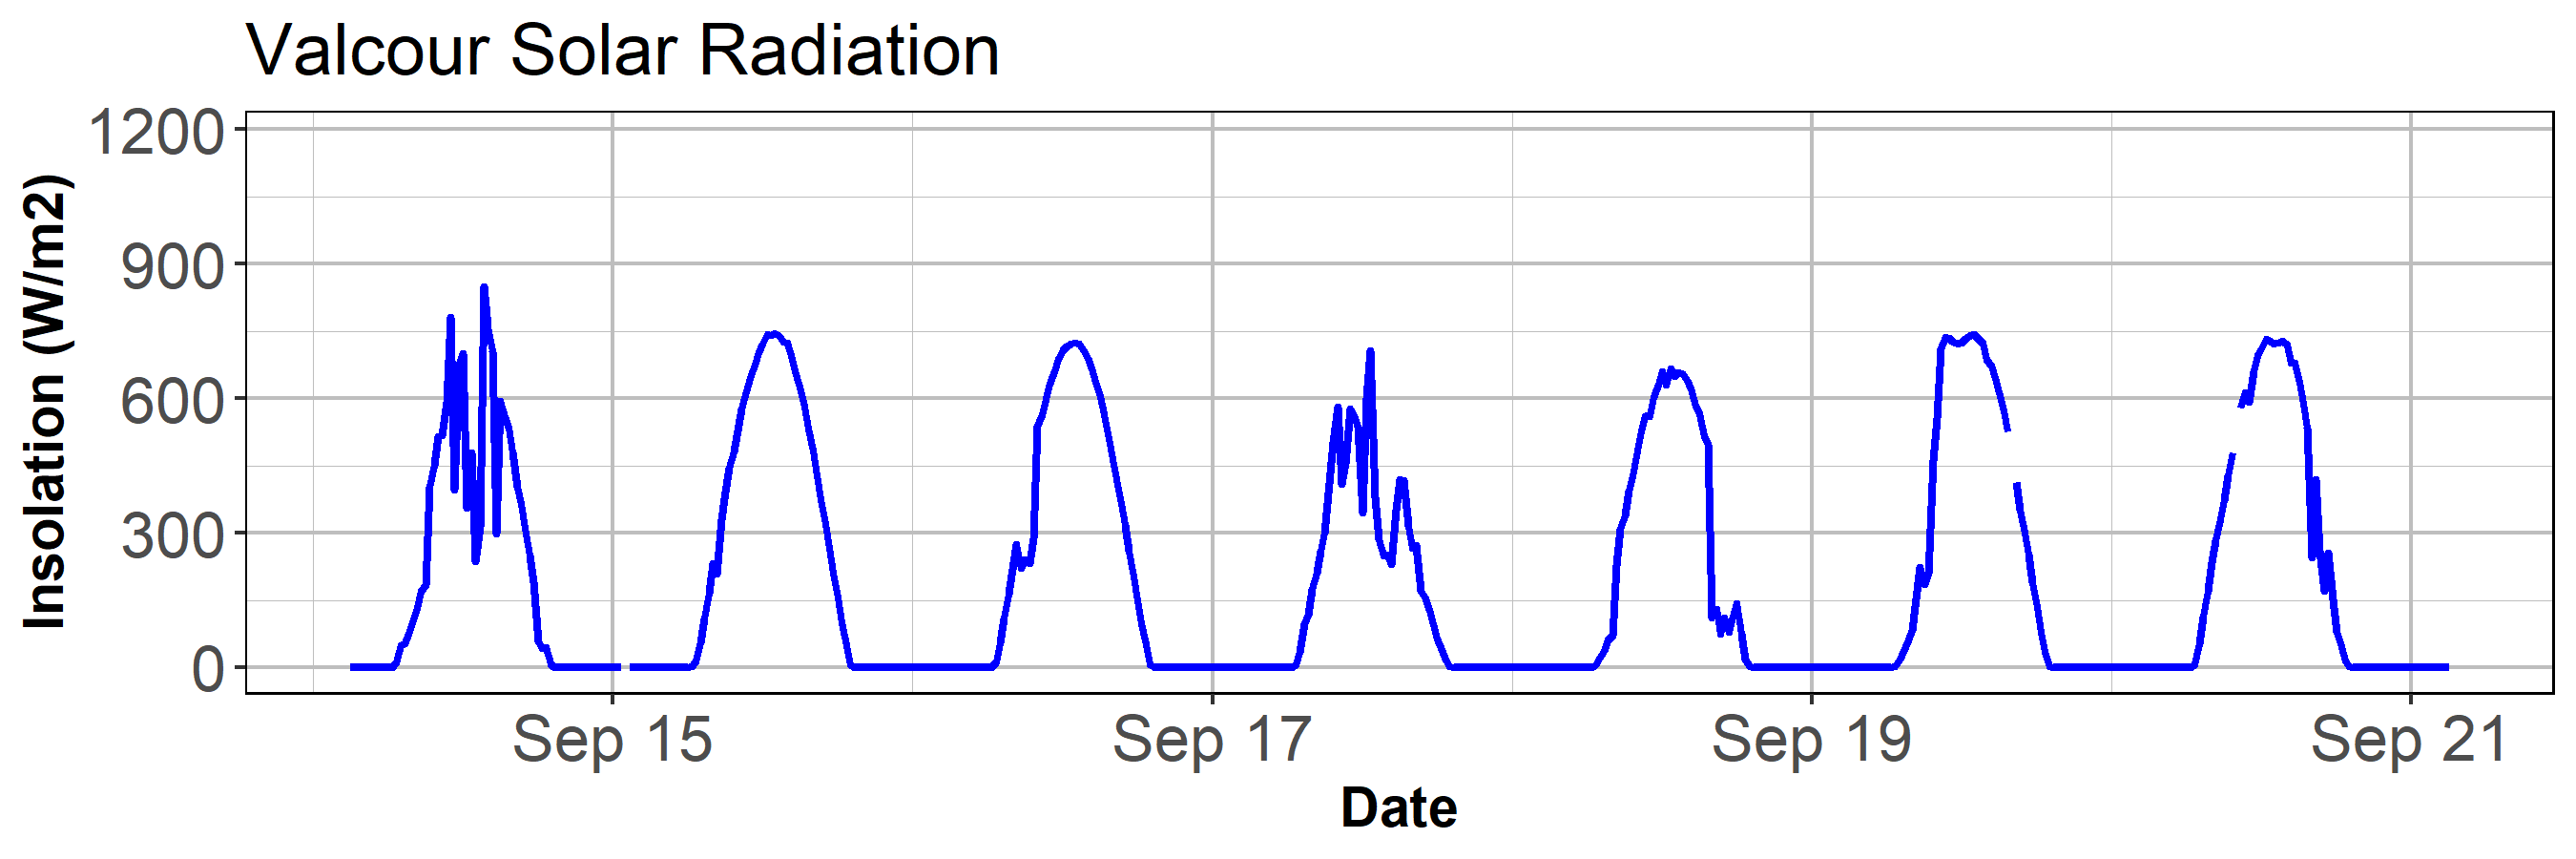 Valcour Solar Radiation
Insolation (W/m2)
1200
900
600
300
0
Sep 15
Sep 17
Sep 19
Sep 21
Date